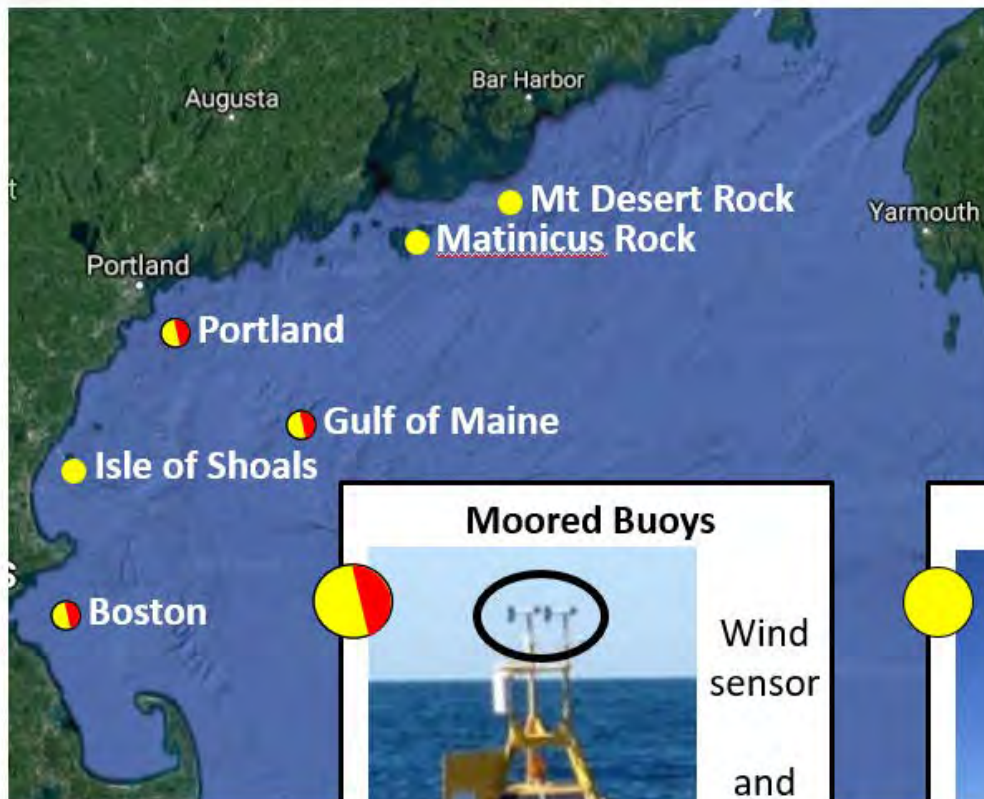 Bar Harbor
Augusta
Mt Desert Rock
Yarmouth
Matinicus Rock
Portland
Portland
Gulf of Maine
Isle of Shoals
Moored Buoys
Boston
Wind
sensor
and